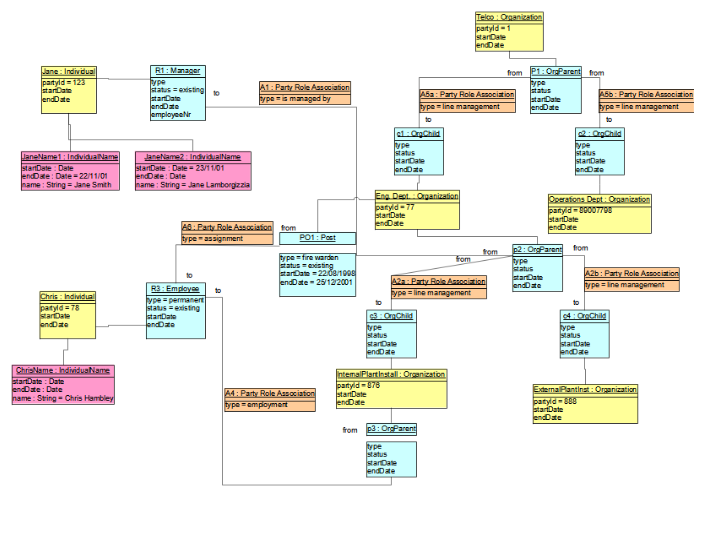 Telco : Organization
partyId = 1
startDate
endDate
Jane : Individual
partyId = 123
startDate
endDate
R1 : Manager
type
status = existing
startDate
endDate
employeeNr
to
A1 : Party Role Association
type = is managed by
from
P1 : OrgParent
type
status
startDate
endDate
from
A5a : Party Role Association
type = line management
A5b : Party Role Association
type = line management
to
to
c1 : OrgChild
type
status
startDate
endDate
c2 : OrgChild
type
status
startDate
endDate
JaneName1 : IndividualName
startDate : Date
endDate : Date = 22/11/01
name : String = Jane Smith
JaneName2 : IndividualName
startDate : Date = 23/11/01
endDate : Date
name : String = Jane Lamborgizzia
Eng. Dept. : Organization
partyId = 77
startDate
endDate
Operations Dept : Organization
partyId = 89007798
startDate
endDate
A6 : Party Role Association
type = assignment
from
PO1 : Post
type = fire warden
status = existing
startDate = 22/08/1998
endDate = 25/12/2001
from
from
p2 : OrgParent
type
status
startDate
endDate
from
to
R3 : Employee
type = permanent
status = existing
startDate
endDate
to
A2a : Party Role Association
type = line management
A2b : Party Role Association
type = line management
Chris : Individual
partyId = 78
startDate
endDate
to
c3 : OrgChild
type
status
startDate
endDate
to
c4 : OrgChild
type
status
startDate
endDate
ChrisName : IndividualName
startDate : Date
endDate : Date
name : String = Chris Hambley
InternalPlantInstall : Organization
partyId = 876
startDate
endDate
ExternalPlantInst : Organization
partyId = 888
startDate
endDate
A4 : Party Role Association
type = employment
from
p3 : OrgParent
type
status
startDate
endDate